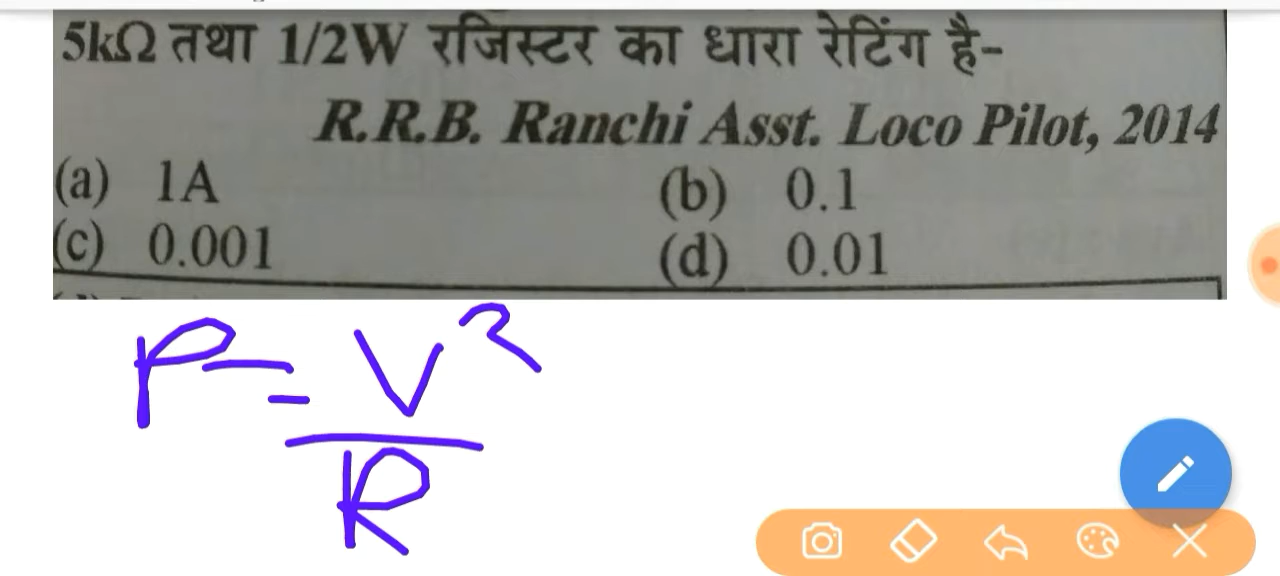 5kΩ तथा 1/2W रजिस्टर का धारा रेटिंग है-
R.R.B. Ranchi Asst. Loco Pilot, 2014
(a) 1A (b) 0.1
(c) 0.001 (d) 0.01
P = V²
R